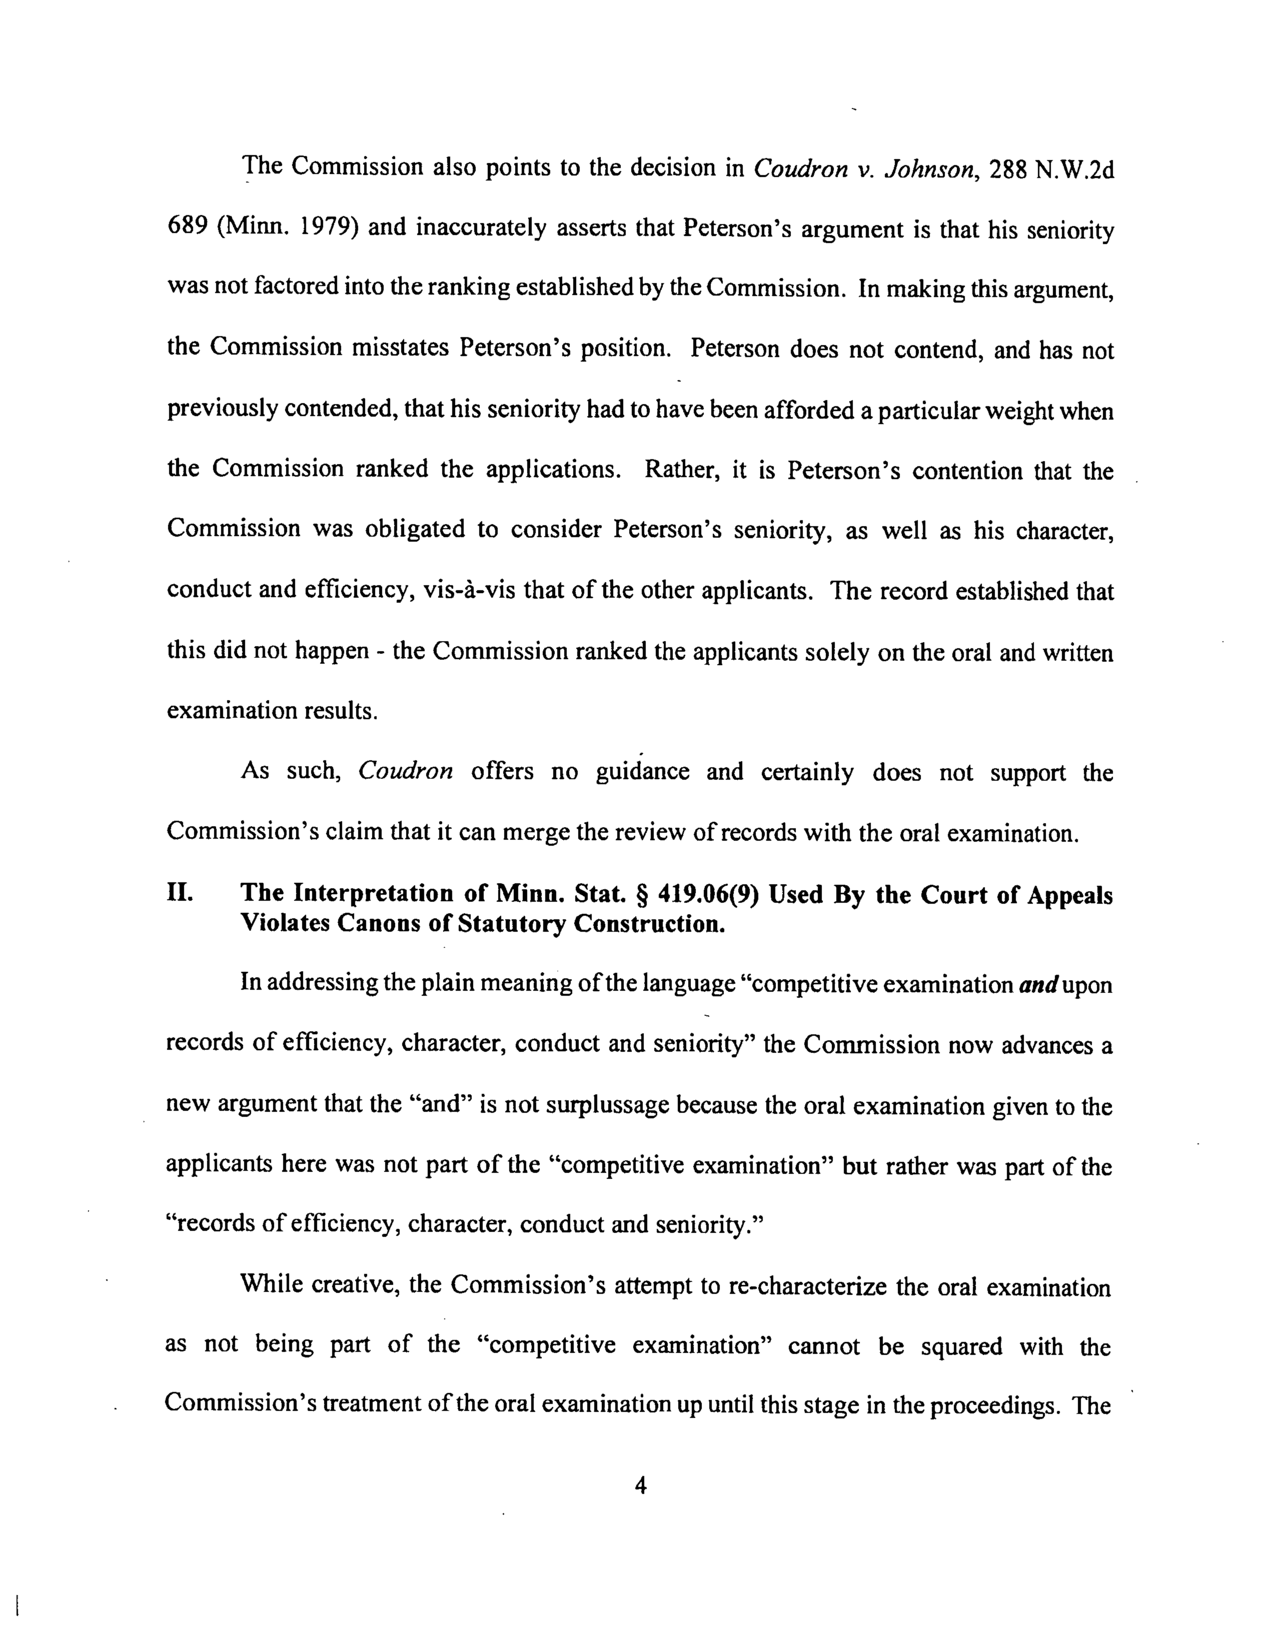 The Commission also points to the decision in Coudron v. Johnson, 288 N.W.2d
689 (Minn. 1979) and inaccurately asserts that Peterson's argument is that his seniority
was not factored into the ranking established by the Commission. In making this argument,
the Commission misstates Peterson's position. Peterson does not contend, and has not
previously contended, that his seniority had to have been afforded a particular weight when
the Commission ranked the applications. Rather, it is Peterson's contention that the
Commission was obligated to consider Peterson's seniority, as well as his character,
conduct and efficiency, vis-à-vis that of the other applicants. The record established that
this did not happen - the Commission ranked the applicants solely on the oral and written
examination results.
As such, Coudron offers no guidance and certainly does not support the
Commission's claim that it can merge the review of records with the oral examination.
II. The Interpretation of Minn. Stat. § 419.06(9) Used By the Court of Appeals
Violates Canons of Statutory Construction.
In addressing the plain meaning of the language “competitive examination and upon
records of efficiency, character, conduct and seniority” the Commission now advances a
new argument that the “and” is not surplussage because the oral examination given to the
applicants here was not part of the “competitive examination” but rather was part of the
“records of efficiency, character, conduct and seniority.”
While creative, the Commission's attempt to re-characterize the oral examination
as not being part of the “competitive examination” cannot be squared with the
Commission's treatment of the oral examination up until this stage in the proceedings. The
4